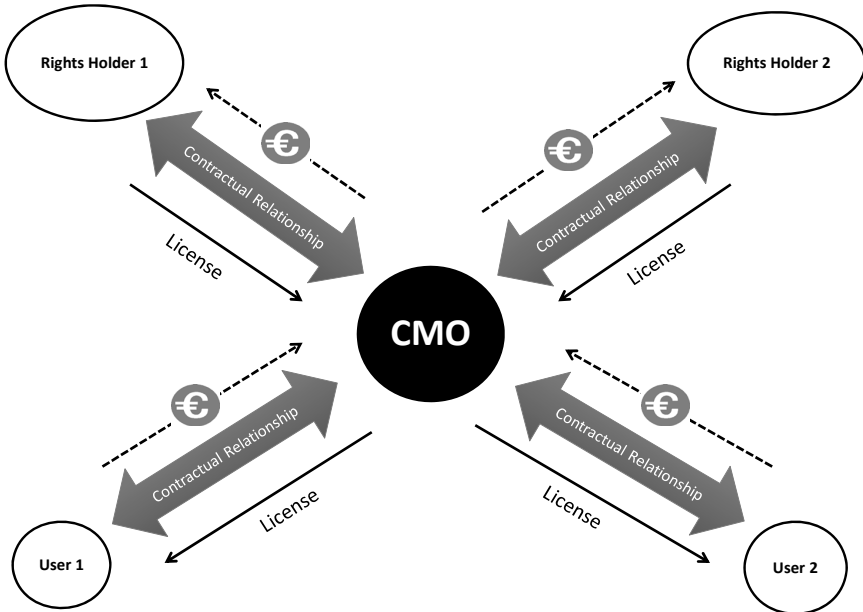 Rights Holder 1
Rights Holder 2
€
€
Contractual Relationship
Contractual Relationship
License
License
CMO
€
€
Contractual Relationship
Contractual Relationship
License
License
User 1
User 2